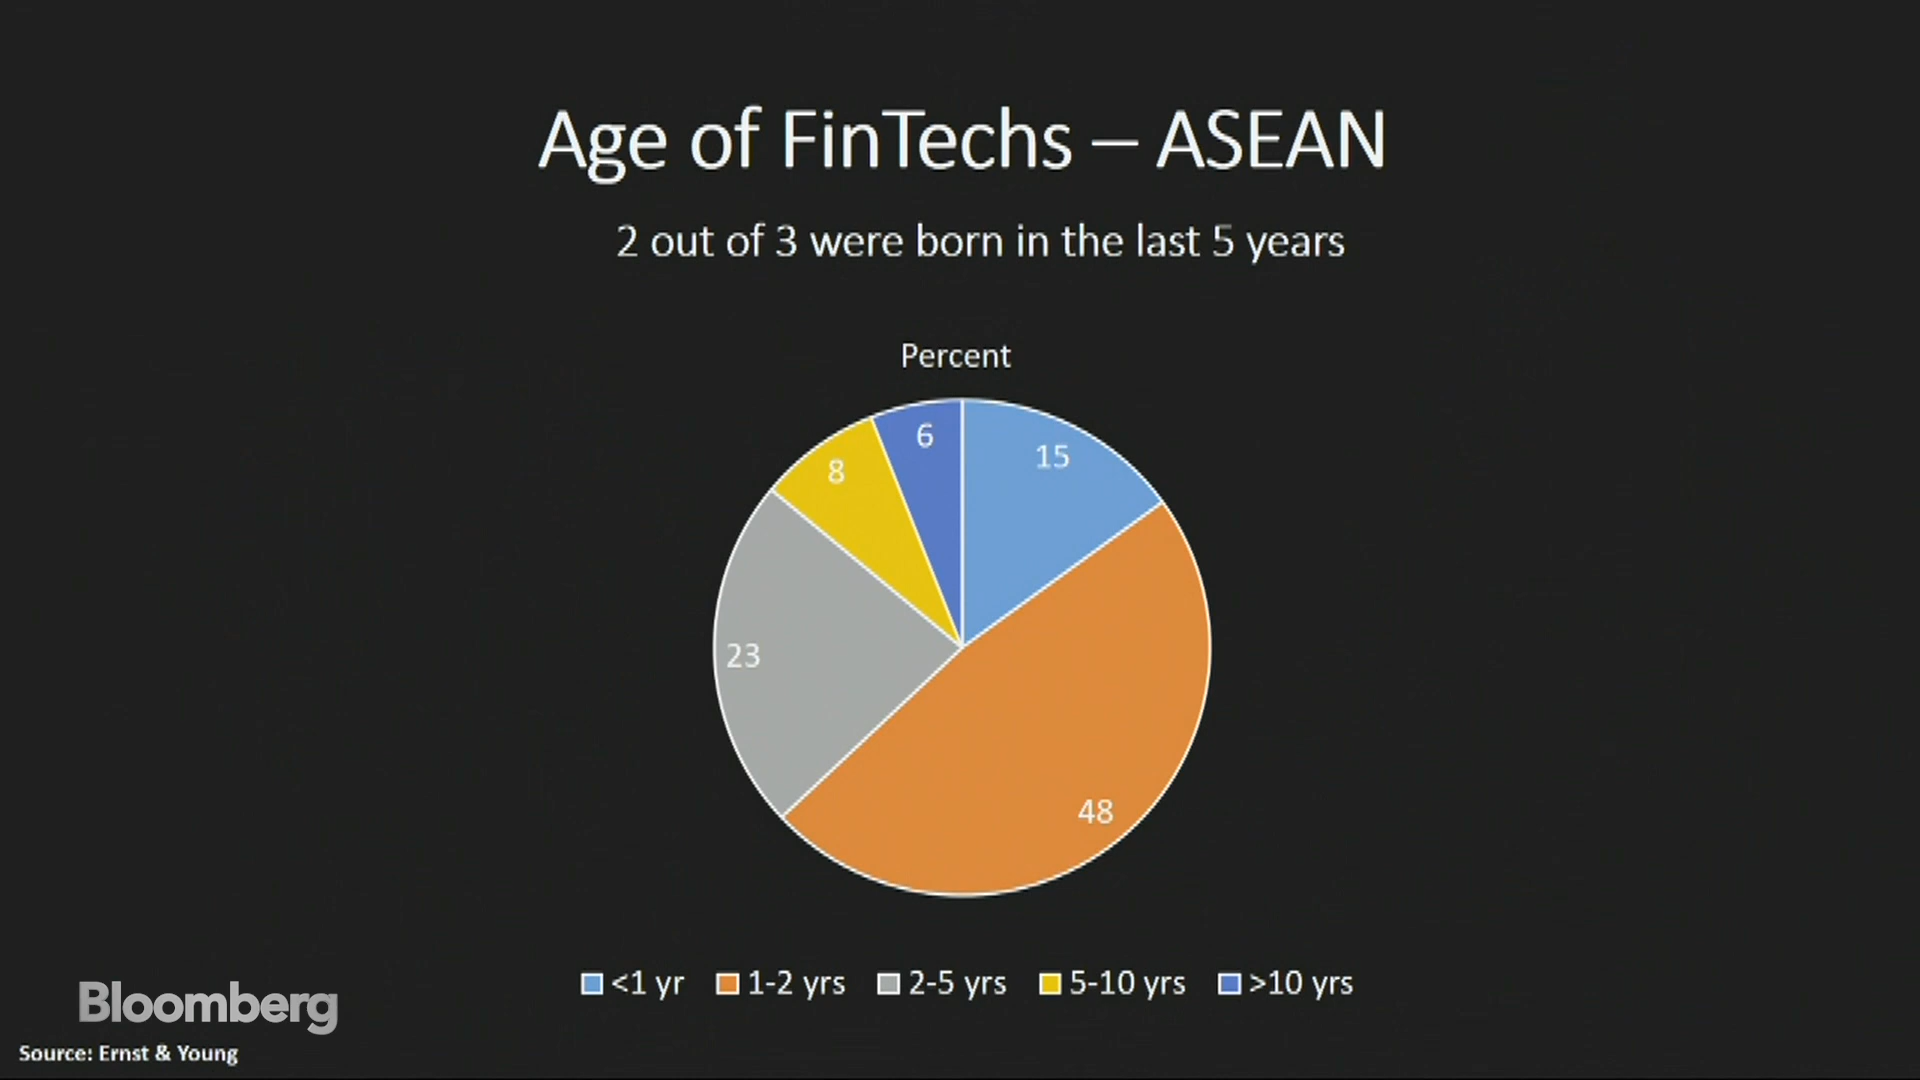 Age of FinTechs – ASEAN
2 out of 3 were born in the last 5 years
Percent
6
15
8
23
48
<1 yr 1-2 yrs 2-5 yrs 5-10 yrs >10 yrs
Bloomberg
Source: Ernst & Young